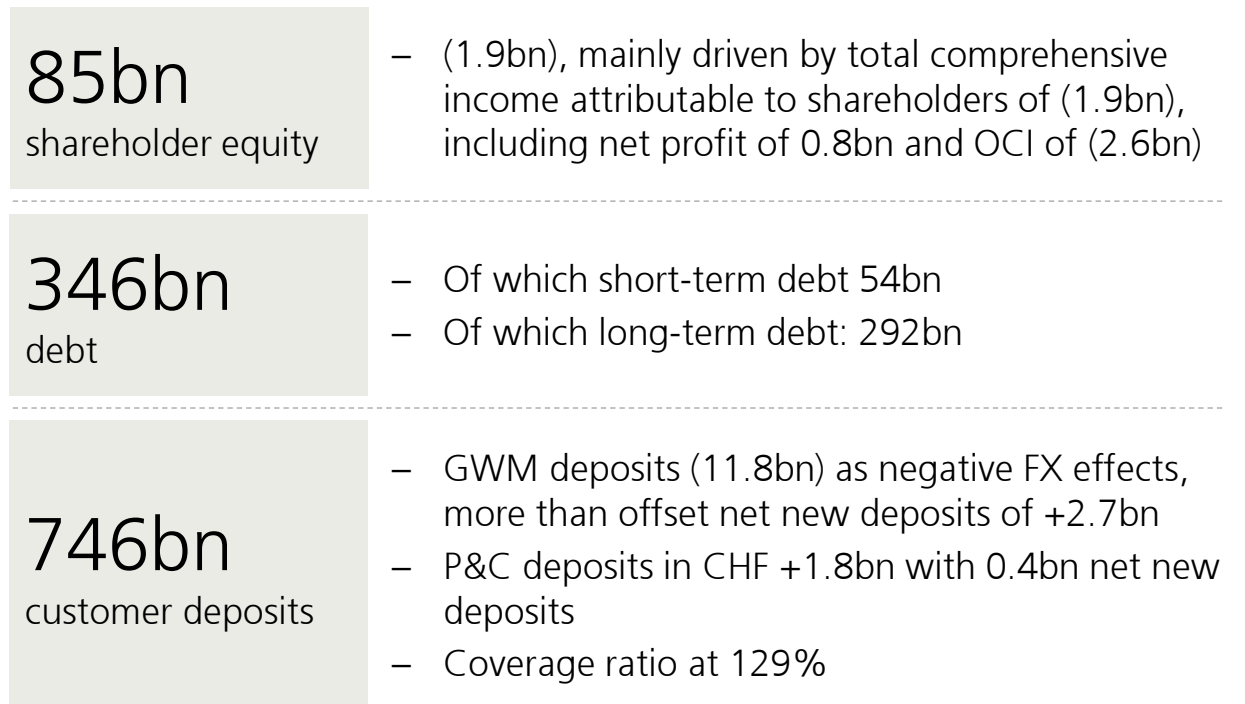 85bn
shareholder equity
– (1.9bn), mainly driven by total comprehensive
income attributable to shareholders of (1.9bn),
including net profit of 0.8bn and OCI of (2.6bn)
346bn
debt
– Of which short-term debt 54bn
– Of which long-term debt: 292bn
746bn
customer deposits
– GWM deposits (11.8bn) as negative FX effects,
more than offset net new deposits of +2.7bn
– P&C deposits in CHF +1.8bn with 0.4bn net new
deposits
– Coverage ratio at 129%